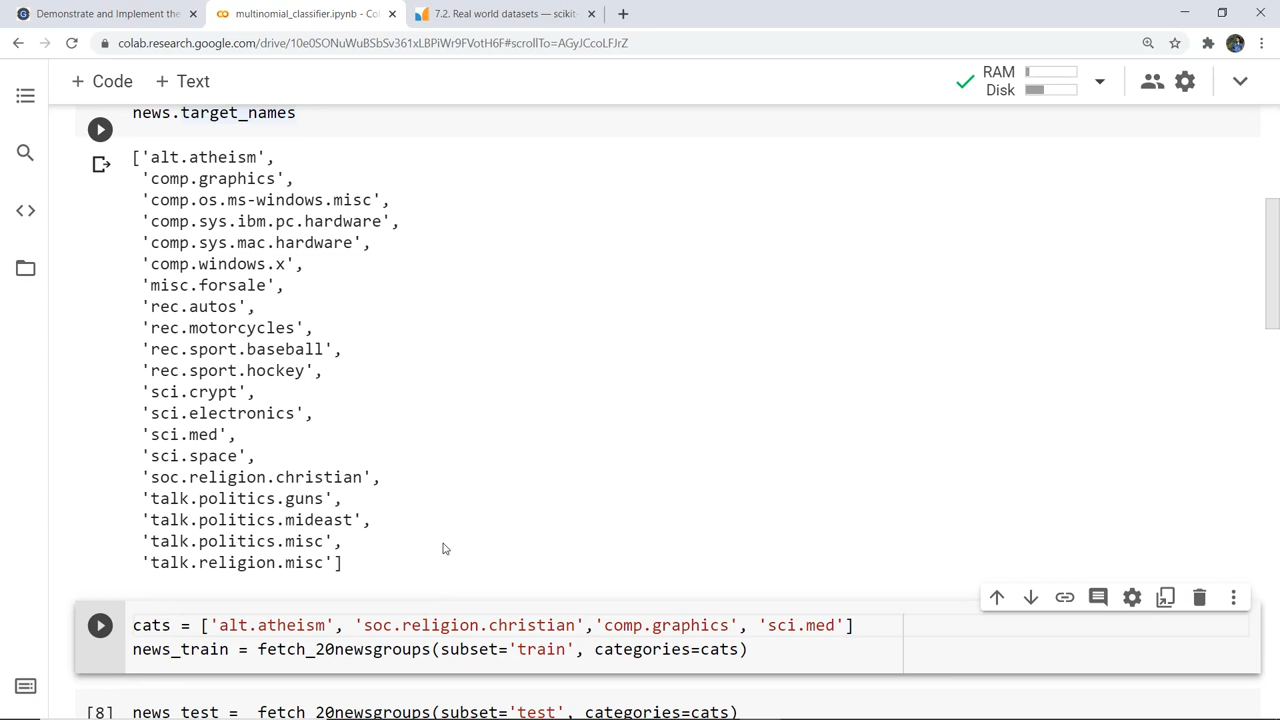 Demonstrate and Implement the
multinomial_classifier.ipynb - Co
7.2. Real world datasets — scikit-
colab.research.google.com/drive/10e0SONuWuBSbSv361xLBPiWr9FVotH6F#scrollTo=AGyJCcoLFJrZ
+ Code + Text
RAM
Disk
news.target_names
['alt.atheism',
'comp.graphics',
'comp.os.ms-windows.misc',
'comp.sys.ibm.pc.hardware',
'comp.sys.mac.hardware',
'comp.windows.x',
'misc.forsale',
'rec.autos',
'rec.motorcycles',
'rec.sport.baseball',
'rec.sport.hockey',
'sci.crypt',
'sci.electronics',
'sci.med',
'sci.space',
'soc.religion.christian',
'talk.politics.guns',
'talk.politics.mideast',
'talk.politics.misc',
'talk.religion.misc']
cats = ['alt.atheism', 'soc.religion.christian','comp.graphics', 'sci.med']
news_train = fetch_20newsgroups(subset='train', categories=cats)
[8] news_test = fetch_20newsgroups(subset='test', categories=cats)